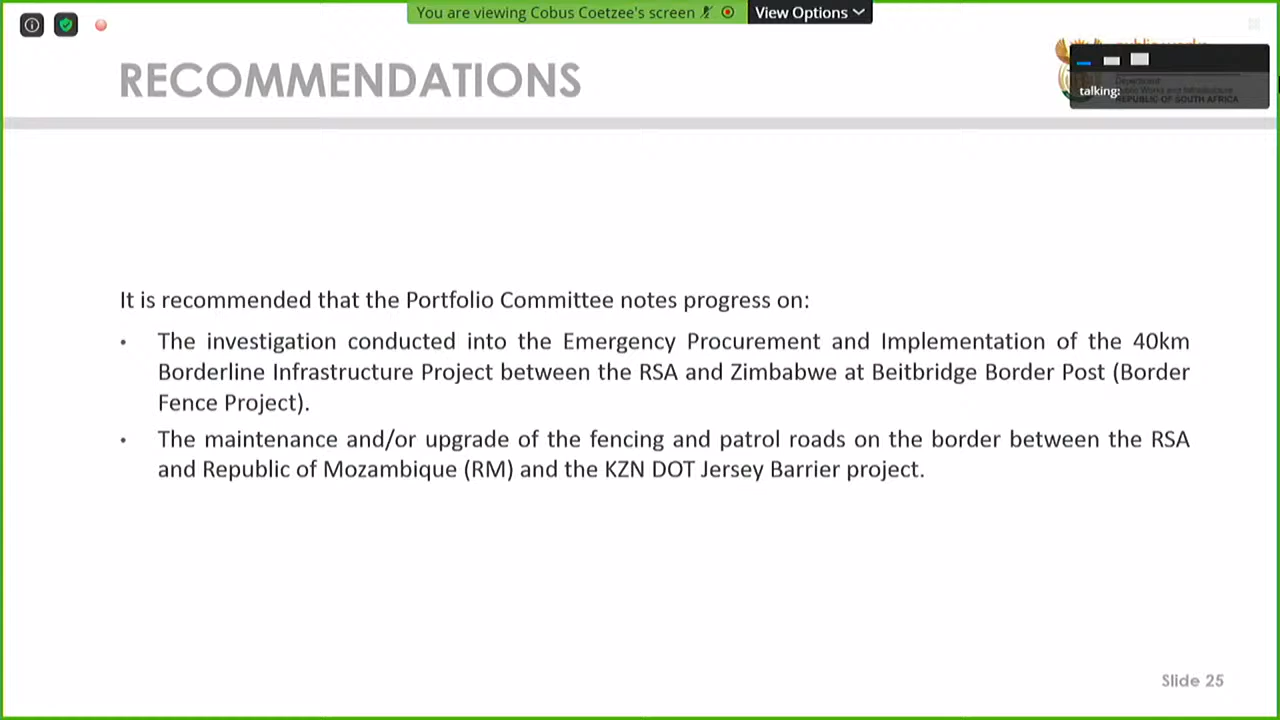 You are viewing Cobus Coetzee's screen
View Options
RECOMMENDATIONS
talking:
REPUBLIC OF SOUTH AFRICA
It is recommended that the Portfolio Committee notes progress on:
• The investigation conducted into the Emergency Procurement and Implementation of the 40km
Borderline Infrastructure Project between the RSA and Zimbabwe at Beitbridge Border Post (Border
Fence Project).
• The maintenance and/or upgrade of the fencing and patrol roads on the border between the RSA
and Republic of Mozambique (RM) and the KZN DOT Jersey Barrier project.
Slide 25